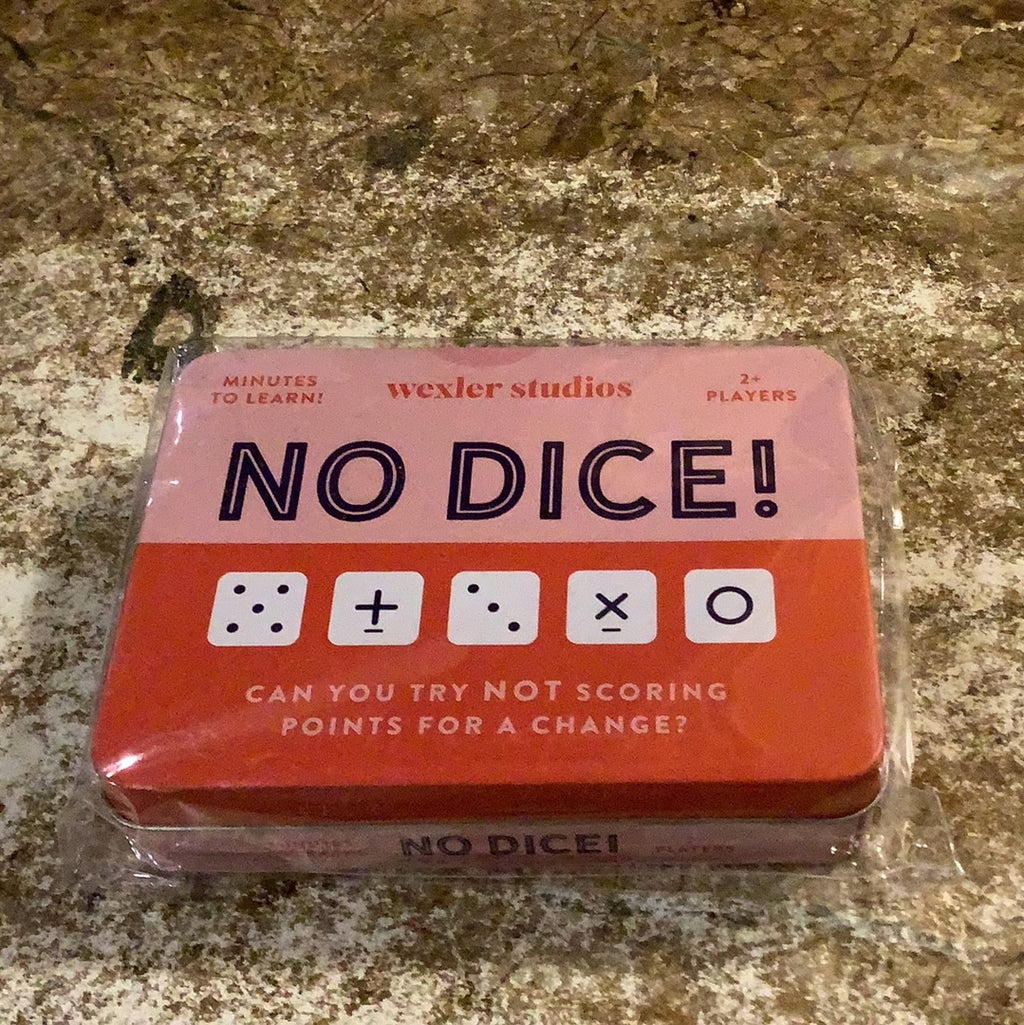 MINUTES
TO LEARN!
wexler studios
2+
PLAYERS
NO DICE!
+
×
CAN YOU TRY NOT SCORING
POINTS FOR A CHANGE?
NO DICE!
PLAYERS